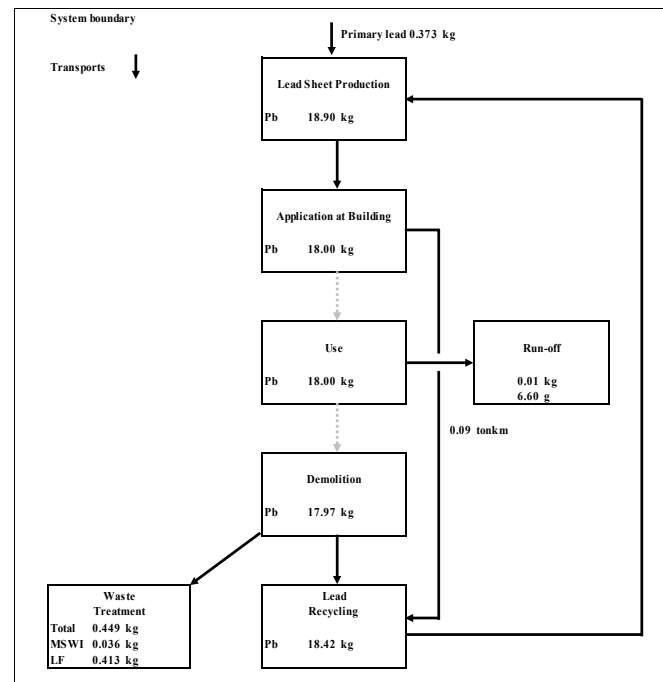 System boundary
Primary lead 0.373 kg
Transports
Lead Sheet Production
Pb 18.90 kg
Application at Building
Pb 18.00 kg
Use
Pb 18.00 kg
Run-off
0.01 kg
6.60 g
0.09 tonkm
Demolition
Pb 17.97 kg
Waste
Treatment
Total 0.449 kg
MSWI 0.036 kg
LF 0.413 kg
Lead
Recycling
Pb 18.42 kg